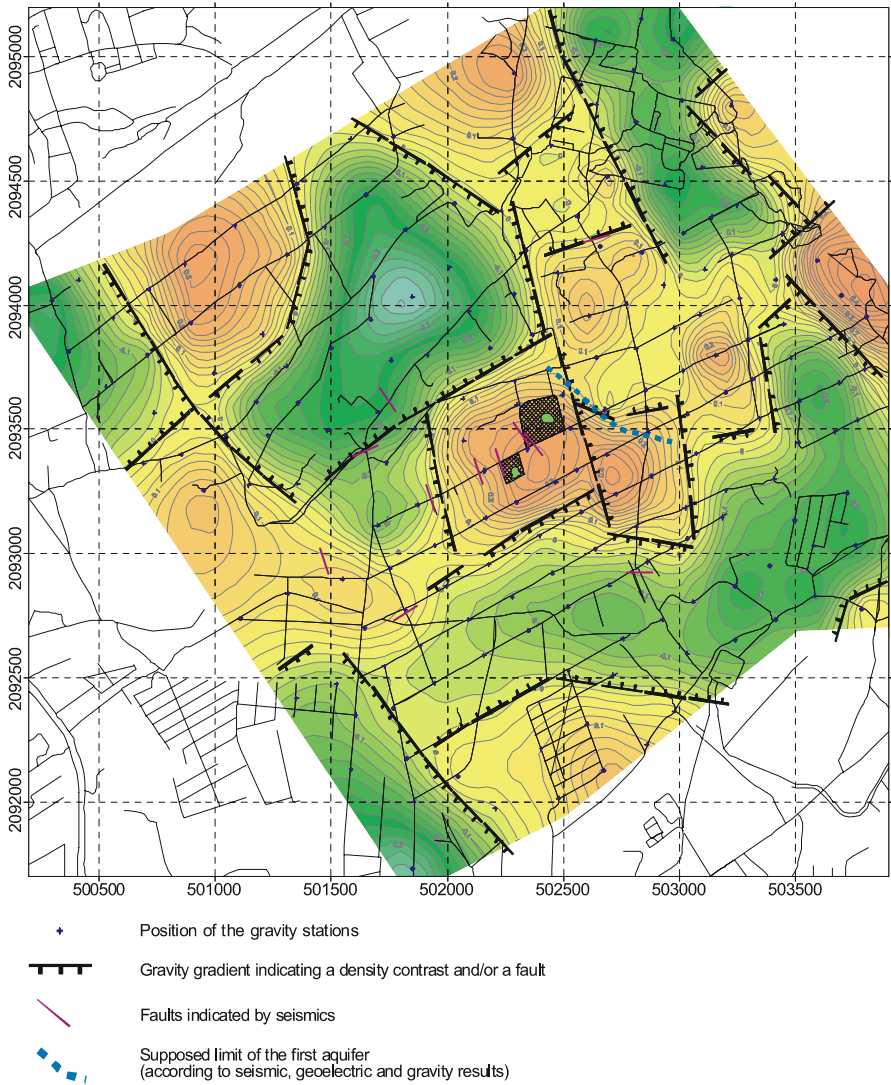 2095000
2094500
2094000
2093500
2093000
2092500
2092000
500500 501000 501500 502000 502500 503000 503500
Position of the gravity stations
Gravity gradient indicating a density contrast and/or a fault
Faults indicated by seismics
Supposed limit of the first aquifer
(according to seismic, geoelectric and gravity results)